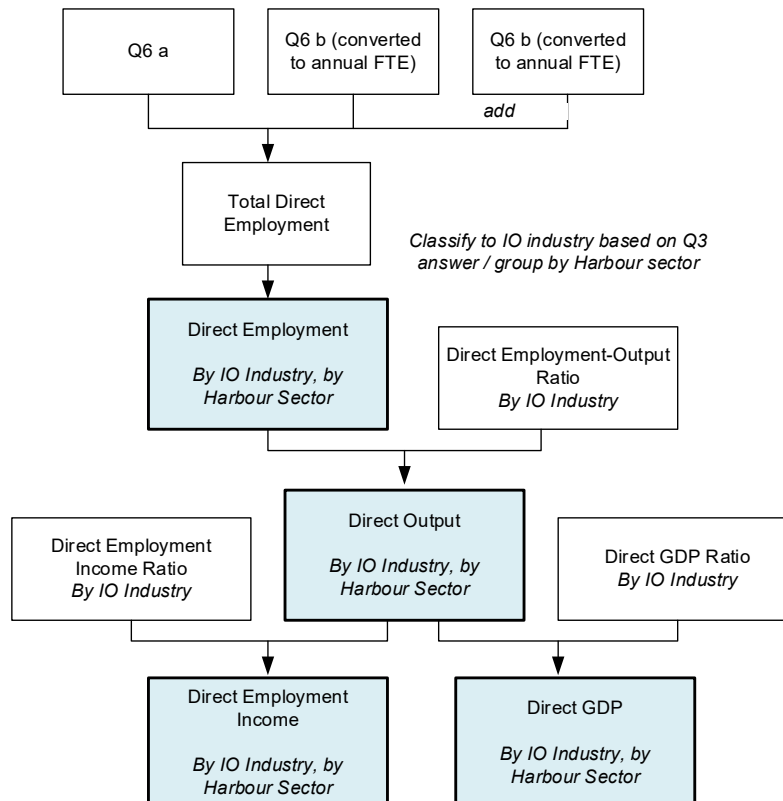 Q6 a
Q6 b (converted
to annual FTE)
Q6 b (converted
to annual FTE)
add
Total Direct
Employment
Classify to IO industry based on Q3
answer / group by Harbour sector
Direct Employment
By IO Industry, by
Harbour Sector
Direct Employment-Output
Ratio
By IO Industry
Direct Output
By IO Industry, by
Harbour Sector
Direct Employment
Income Ratio
By IO Industry
Direct GDP Ratio
By IO Industry
Direct Employment
Income
By IO Industry, by
Harbour Sector
Direct GDP
By IO Industry, by
Harbour Sector